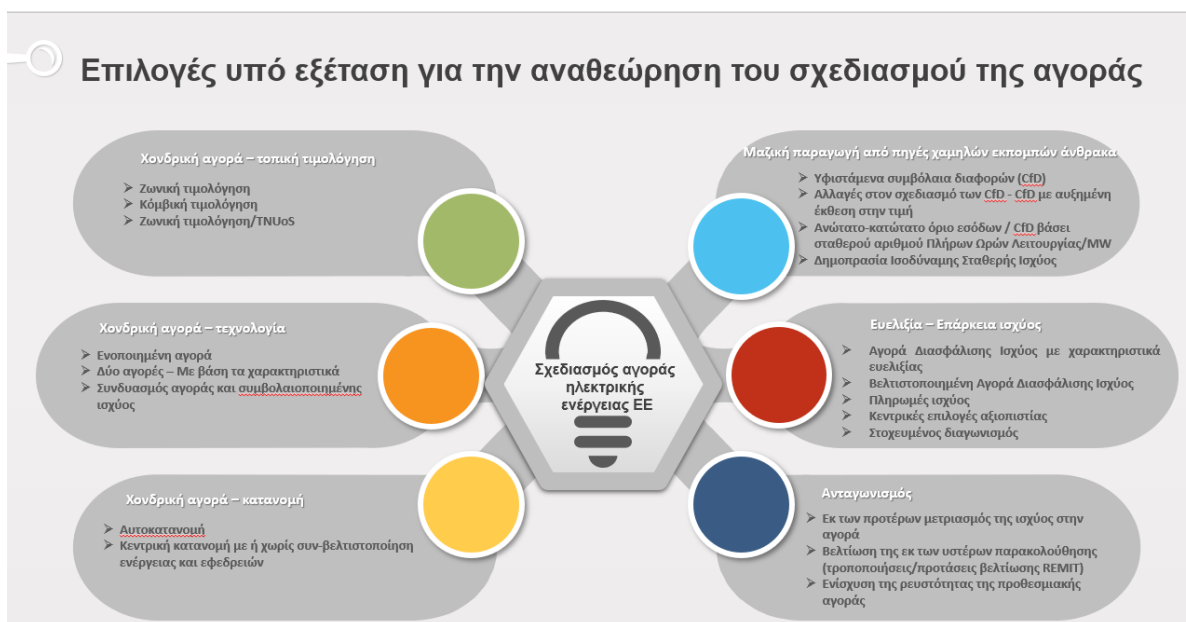 Επιλογές υπό εξέταση για την αναθεώρηση του σχεδιασμού της αγοράς
Χονδρική αγορά – τοπική τιμολόγηση
➢ Ζωνική τιμολόγηση
➢ Κόμβική τιμολόγηση
➢ Ζωνική τιμολόγηση/TNUoS
Χονδρική αγορά – τεχνολογία
➢ Ενοποιημένη αγορά
➢ Δύο αγορές – Με βάση τα χαρακτηριστικά
➢ Συνδυασμός αγοράς και συμβολαιοποιημένης
ισχύος
Χονδρική αγορά – κατανομή
➢ Αυτοκατανομή
➢ Κεντρική κατανομή με ή χωρίς συν-βελτιστοποίηση
ενέργειας και εφεδρειών
Σχεδιασμός αγοράς
ηλεκτρικής
ενέργειας ΕΕ
Μαζική παραγωγή από πηγές χαμηλών εκπομπών άνθρακα
➢ Υφιστάμενα συμβόλαια διαφορών (CfD)
➢ Αλλαγές στον σχεδιασμό των CfD - CfD με αυξημένη
έκθεση στην τιμή
➢ Ανώτατο-κατώτατο όριο εσόδων / CfD βάσει
σταθερού αριθμού Πλήρων Ωρών Λειτουργίας/MW
➢ Δημοπρασία Ισοδύναμης Σταθερής Ισχύος
Ευελιξία – Επάρκεια ισχύος
➢ Αγορά Διασφάλισης Ισχύος με χαρακτηριστικά
ευελιξίας
➢ Βελτιστοποιημένη Αγορά Διασφάλισης Ισχύος
➢ Πληρωμές ισχύος
➢ Κεντρικές επιλογές αξιοπιστίας
➢ Στοχευμένος διαγωνισμός
Ανταγωνισμός
➢ Εκ των προτέρων μετριασμός της ισχύος στην
αγορά
➢ Βελτίωση της εκ των υστέρων παρακολούθησης
(τροποποιήσεις/προτάσεις βελτίωσης REMIT)
➢ Ενίσχυση της ρευστότητας της προθεσμιακής
αγοράς